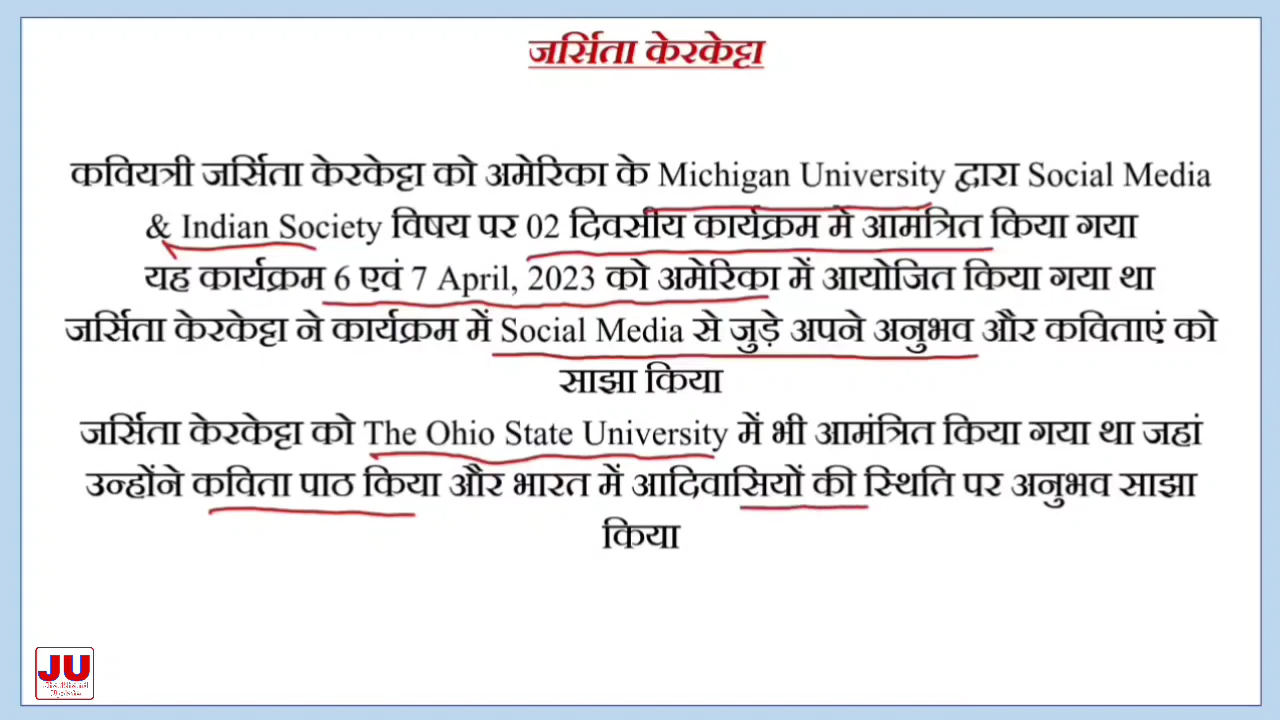 जर्सिता केरकेट्टा
कवियत्री जर्सिता केरकेट्टा को अमेरिका के Michigan University द्वारा Social Media
& Indian Society विषय पर 02 दिवसीय कार्यक्रम में आमंत्रित किया गया
यह कार्यक्रम 6 एवं 7 April, 2023 को अमेरिका में आयोजित किया गया था
जर्सिता केरकेट्टा ने कार्यक्रम में Social Media से जुड़े अपने अनुभव और कविताएं को
साझा किया
जर्सिता केरकेट्टा को The Ohio State University में भी आमंत्रित किया गया था जहां
उन्होंने कविता पाठ किया और भारत में आदिवासियों की स्थिति पर अनुभव साझा
किया
JU
Jharkhand
Update